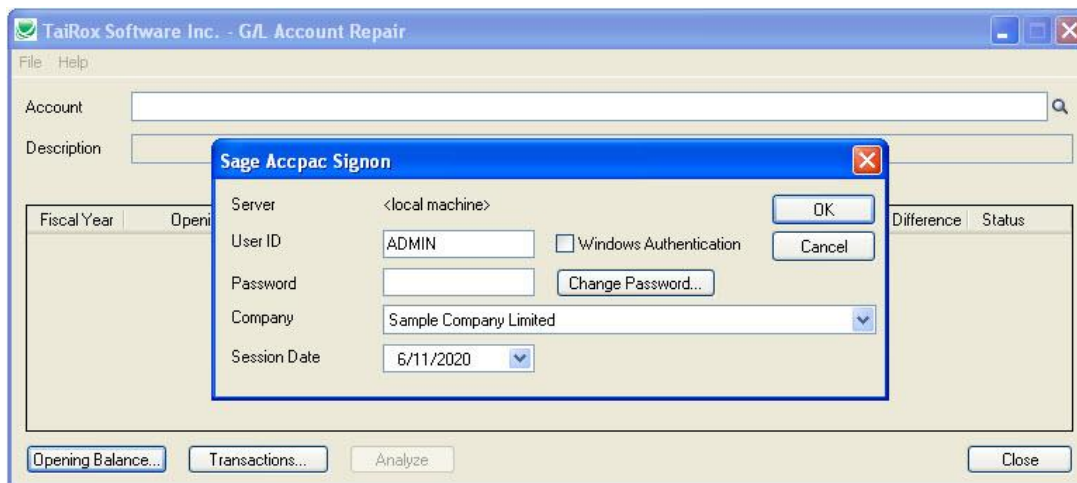 TaiRox Software Inc. - G/L Account Repair
File Help
Account
Description
Sage Accpac Signon
Server <local machine> OK
Fiscal Year Difference Status
User ID ADMIN Windows Authentication Cancel
Password Change Password...
Company Sample Company Limited
Session Date 6/11/2020
Opening Balance... Transactions... Analyze Close